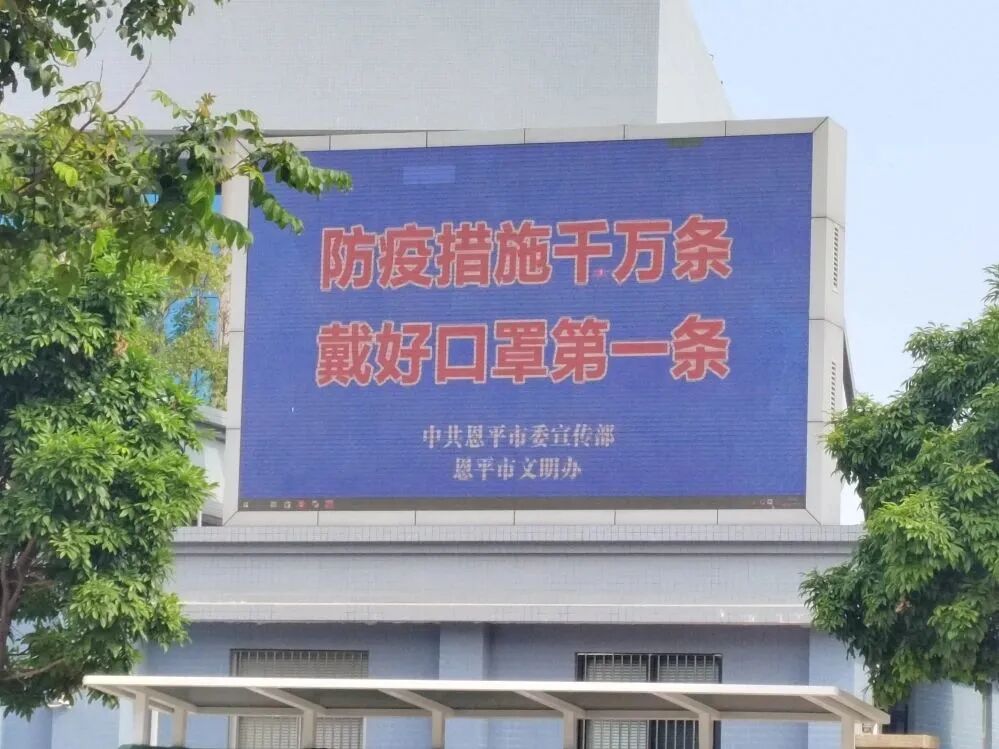 防疫措施千万条
戴好口罩第一条
中共恩平市委宣传部
恩平市文明办